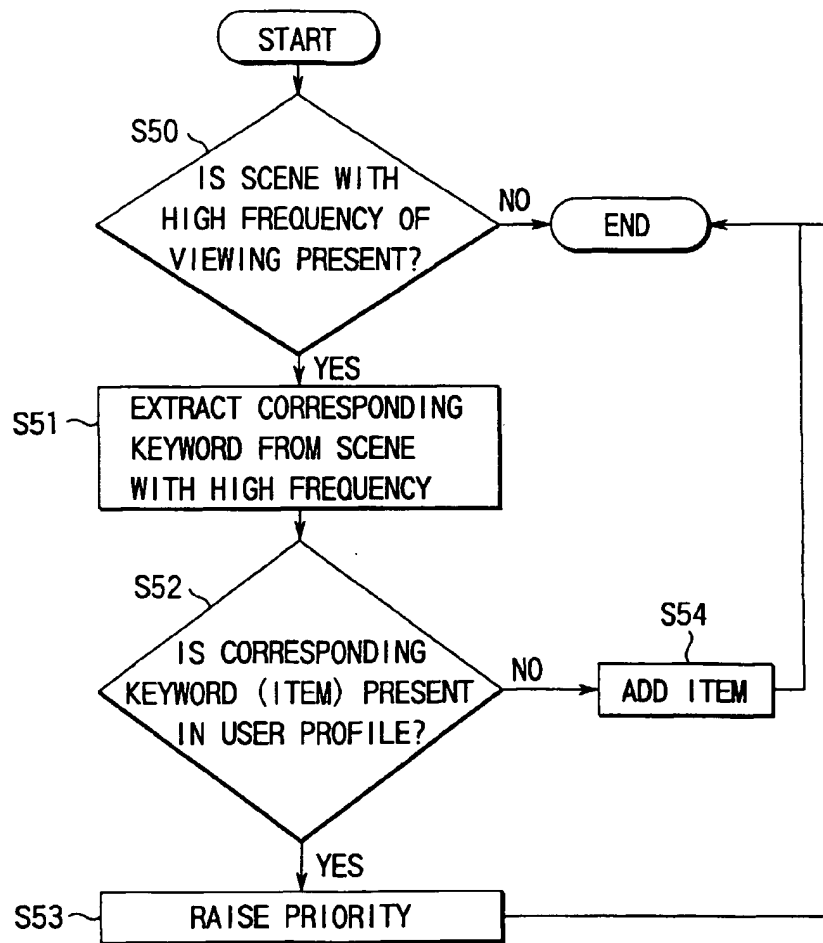 START
S50
IS SCENE WITH
HIGH FREQUENCY OF
VIEWING PRESENT?
NO
END
YES
S51
EXTRACT CORRESPONDING
KEYWORD FROM SCENE
WITH HIGH FREQUENCY
S52
IS CORRESPONDING
KEYWORD (ITEM) PRESENT
IN USER PROFILE?
NO
S54
ADD ITEM
YES
S53
RAISE PRIORITY